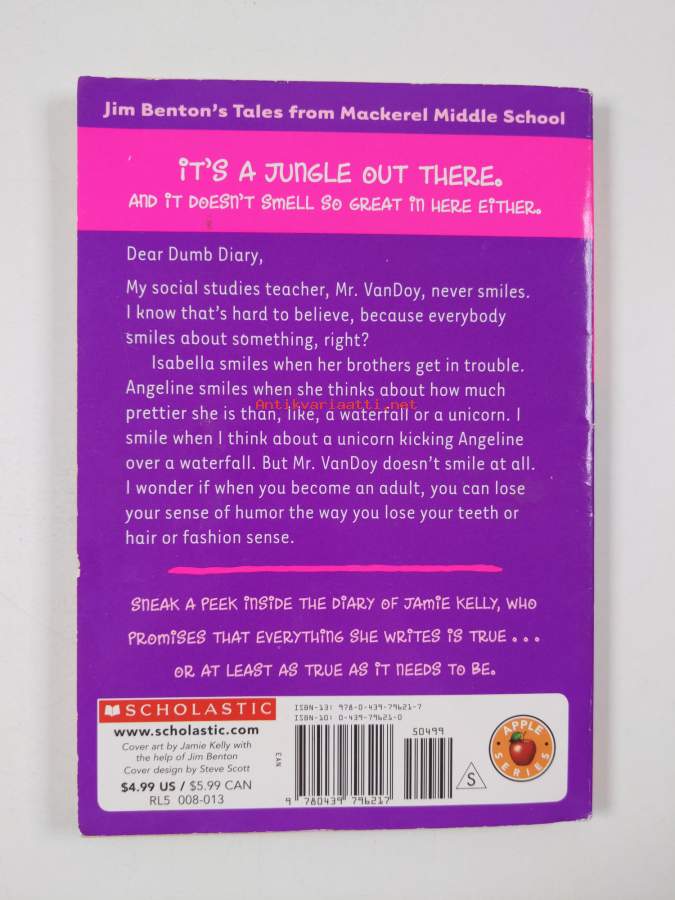 Jim Benton's Tales from Mackerel Middle School
IT'S A JUNGLE OUT THERE.
AND IT DOESN'T SMELL SO GREAT IN HERE EITHER.
Dear Dumb Diary,
My social studies teacher, Mr. VanDoy, never smiles.
I know that's hard to believe, because everybody
smiles about something, right?
Isabella smiles when her brothers get in trouble.
Angeline smiles when she thinks about how much
Antikvariaatti.net
prettier she is than, like, a waterfall or a unicorn. I
smile when I think about a unicorn kicking Angeline
over a waterfall. But Mr. VanDoy doesn't smile at all.
I wonder if when you become an adult, you can lose
your sense of humor the way you lose your teeth or
hair or fashion sense.
SNEAK A PEEK INSIDE THE DIARY OF JAMIE KELLY, WHO
PROMISES THAT EVERYTHING SHE WRITES IS TRUE . . .
OR AT LEAST AS TRUE AS IT NEEDS TO BE.
SCHOLASTIC
www.scholastic.com
Cover art by Jamie Kelly with
the help of Jim Benton
Cover design by Steve Scott
$4.99 US / $5.99 CAN
RL5 008-013
ISBN-13: 978-0-439-79621-7
ISBN-10: 0-439-79621-0
50499
EAN
9 780439 796217
S
APPLE
SERIES